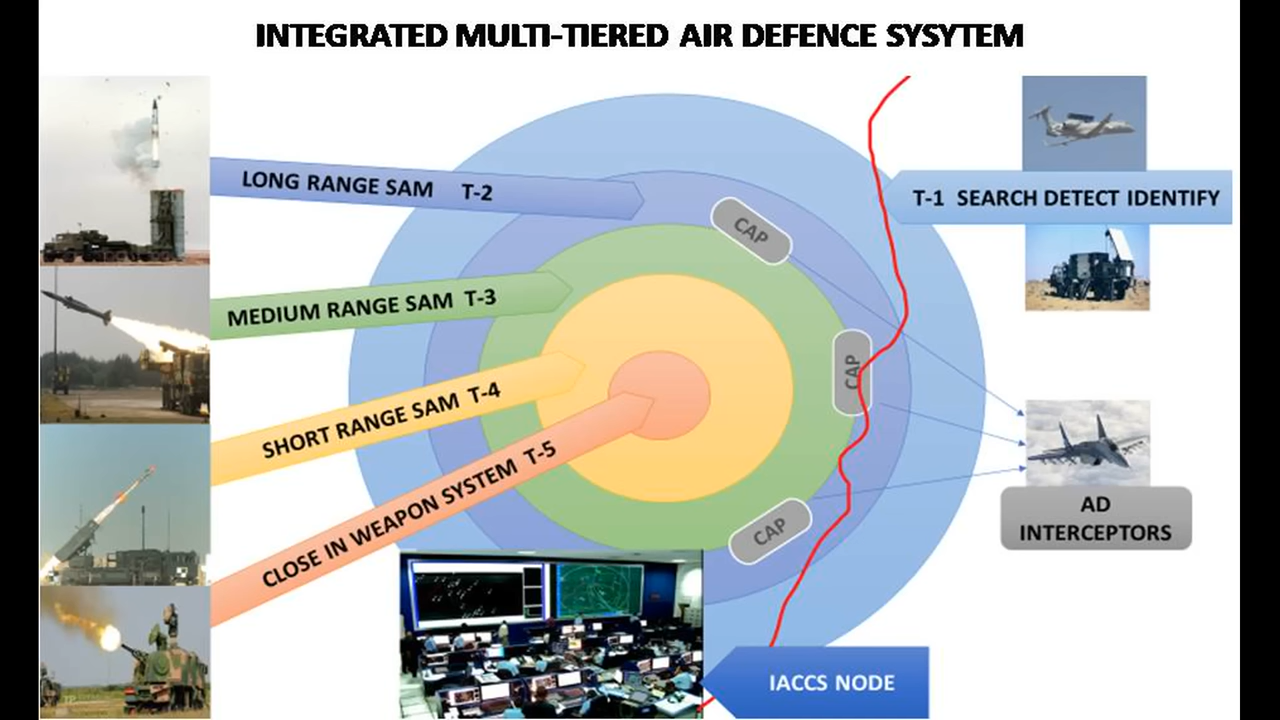 INTEGRATED MULTI-TIERED AIR DEFENCE SYSYTEM
LONG RANGE SAM T-2
CAP
T-1 SEARCH DETECT IDENTIFY
MEDIUM RANGE SAM T-3
CAP
SHORT RANGE SAM T-4
CLOSE IN WEAPON SYSTEM T-5
CAP
AD
INTERCEPTORS
IACCS NODE